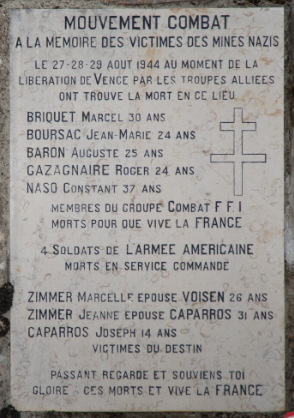 MOUVEMENT COMBAT
A LA MEMOIRE DES VICTIMES DES MINES NAZIS
LE 27-28-29 AOUT 1944 AU MOMENT DE LA
LIBERATION DE VENCE PAR LES TROUPES ALLIEES
ONT TROUVE LA MORT EN CE LIEU
BRIQUET MARCEL 30 ANS
BOURSAC JEAN-MARIE 24 ANS
BARON AUGUSTE 25 ANS
GAZAGNAIRE ROGER 24 ANS
NASO CONSTANT 37 ANS
MEMBRES DU GROUPE COMBAT F F I
MORTS POUR QUE VIVE LA FRANCE
4 SOLDATS DE L'ARMEE AMERICAINE
MORTS EN SERVICE COMMANDE
ZIMMER MARCELLE EPOUSE VOISEN 26 ANS
ZIMMER JEANNE EPOUSE CAPARROS 31 ANS
CAPARROS JOSEPH 14 ANS
VICTIMES DU DESTIN
PASSANT REGARDE ET SOUVIENS TOI
GLOIRE A CES MORTS ET VIVE LA FRANCE